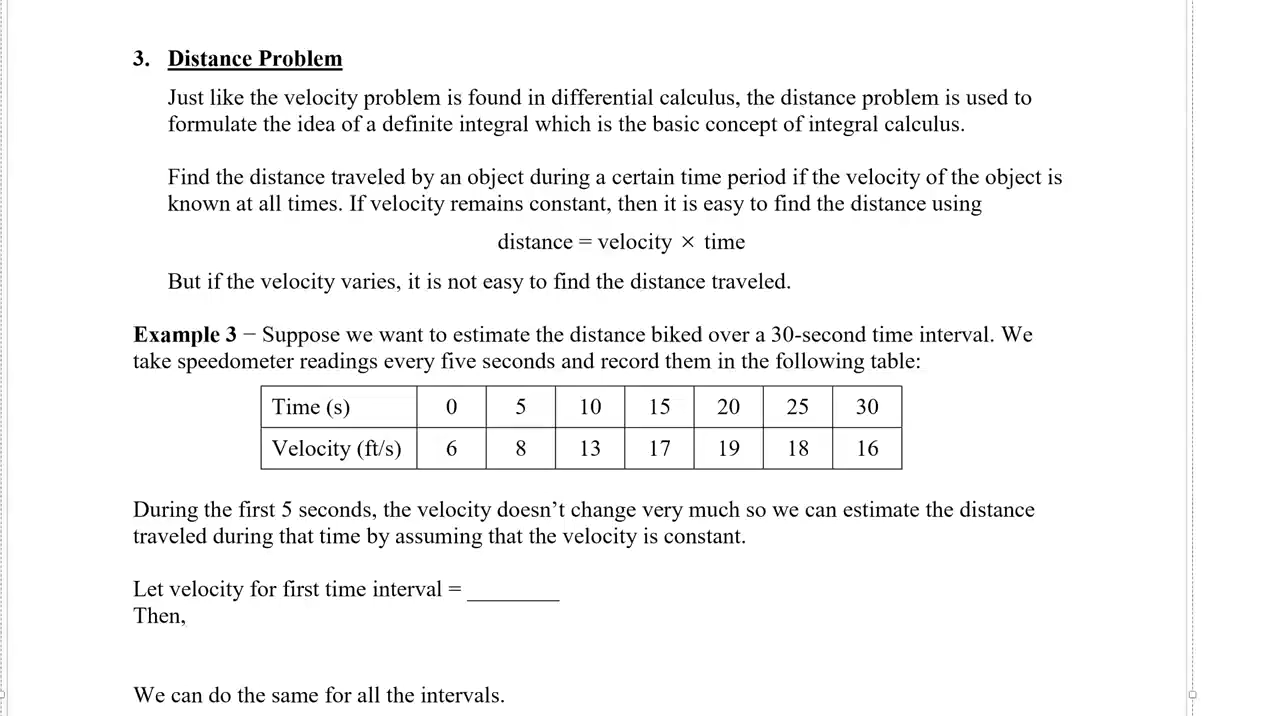 3. Distance Problem
Just like the velocity problem is found in differential calculus, the distance problem is used to
formulate the idea of a definite integral which is the basic concept of integral calculus.
Find the distance traveled by an object during a certain time period if the velocity of the object is
known at all times. If velocity remains constant, then it is easy to find the distance using
distance = velocity × time
But if the velocity varies, it is not easy to find the distance traveled.
Example 3 − Suppose we want to estimate the distance biked over a 30-second time interval. We
take speedometer readings every five seconds and record them in the following table:
Time (s) 0 5 10 15 20 25 30
Velocity (ft/s) 6 8 13 17 19 18 16
During the first 5 seconds, the velocity doesn’t change very much so we can estimate the distance
traveled during that time by assuming that the velocity is constant.
Let velocity for first time interval = ________
Then,
We can do the same for all the intervals.